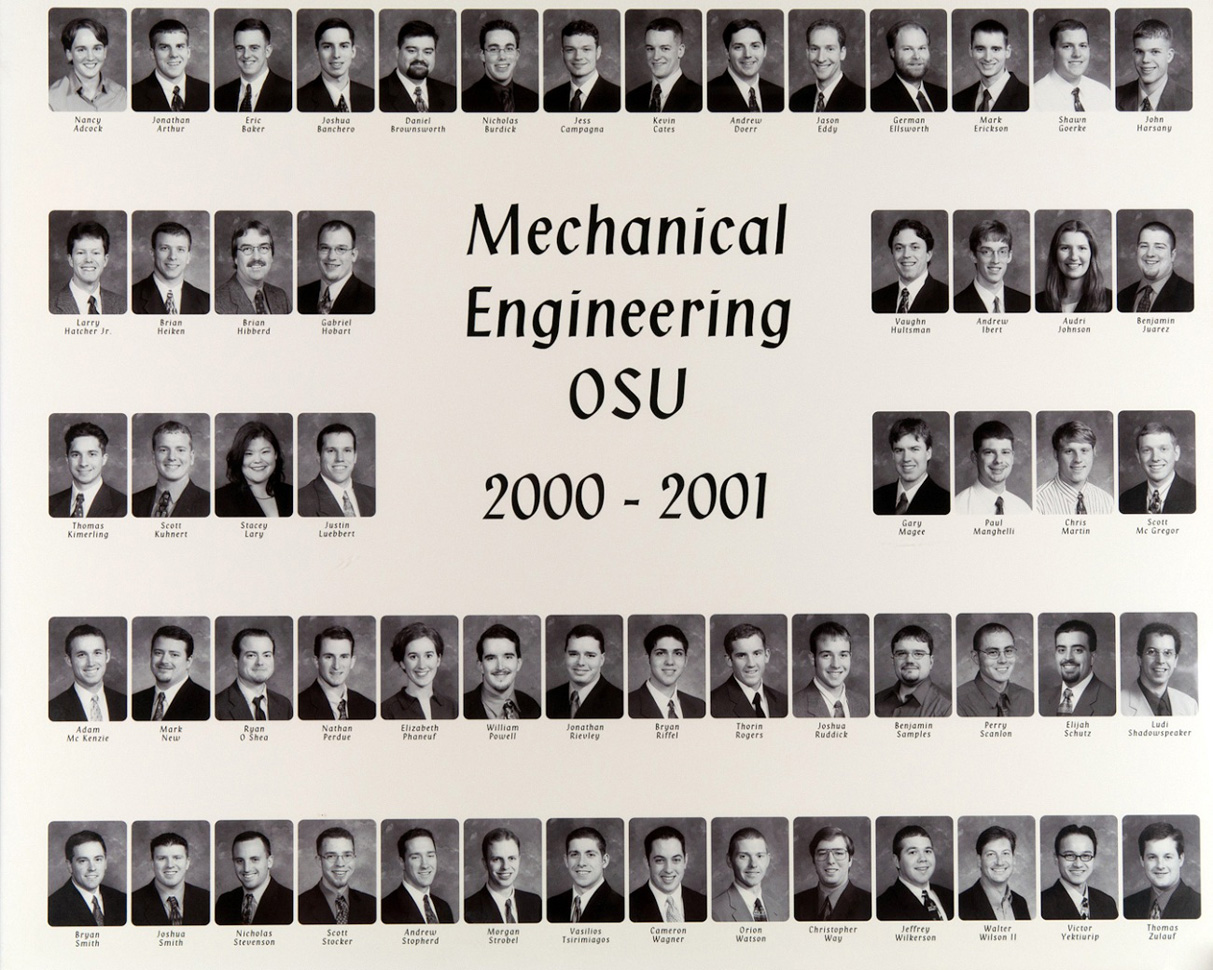 Nancy Adcock
Jonathan Arthur
Eric Baker
Joshua Banchero
Daniel Brownsworth
Nicholas Burdick
Jess Campagna
Kevin Cates
Andrew Doerr
Jason Eddy
German Ellsworth
Mark Erickson
Shawn Goerke
John Harsany
Mechanical
Engineering
OSU
2000 - 2001
Larry Hatcher Jr.
Brian Heiken
Brian Hibberd
Gabriel Hobart
Vaughn Hultsman
Andrew Ibert
Audri Johnson
Benjamin Juarez
Thomas Kimerling
Scott Kuhnert
Stacey Lary
Justin Luebbert
Gary Magee
Paul Manghelli
Chris Martin
Scott Mc Gregor
Adam Mc Kenzie
Mark New
Ryan O Shea
Nathan Perdue
Elizabeth Phaneuf
William Powell
Jonathan Rievley
Bryan Riffel
Thorin Rogers
Joshua Ruddick
Benjamin Samples
Perry Scanlon
Elijah Schutz
Ludi Shadowspeaker
Bryan Smith
Joshua Smith
Nicholas Stevenson
Scott Stocker
Andrew Stopherd
Morgan Strobel
Vasilios Tsirimiagos
Cameron Wagner
Orion Watson
Christopher Way
Jeffrey Wilkerson
Walter Wilson II
Victor Yektiurip
Thomas Zulauf